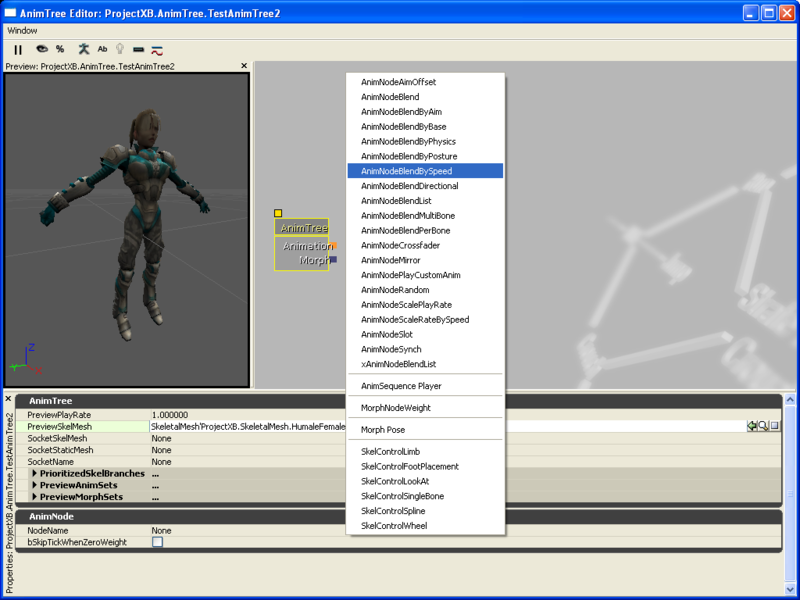 AnimTree Editor: ProjectXB.AnimTree.TestAnimTree2
Window
% Ab
Preview: ProjectXB.AnimTree.TestAnimTree2
Z
Y X
AnimTree
Animation
Morph
AnimNodeAimOffset
AnimNodeBlend
AnimNodeBlendByAim
AnimNodeBlendByBase
AnimNodeBlendByPhysics
AnimNodeBlendByPosture
AnimNodeBlendBySpeed
AnimNodeBlendDirectional
AnimNodeBlendList
AnimNodeBlendMultiBone
AnimNodeBlendPerBone
AnimNodeCrossfader
AnimNodeMirror
AnimNodePlayCustomAnim
AnimNodeRandom
AnimNodeScalePlayRate
AnimNodeScaleRateBySpeed
AnimNodeSlot
AnimNodeSynch
xAnimNodeBlendList
AnimSequence Player
MorphNodeWeight
Morph Pose
SkelControlLimb
SkelControlFootPlacement
SkelControlLookAt
SkelControlSingleBone
SkelControlSpline
SkelControlWheel
Properties: ProjectXB.AnimTree.TestAnimTree2
AnimTree
PreviewPlayRate 1.000000
PreviewSkelMesh SkeletalMesh'ProjectXB.SkeletalMesh.HumaleFemale
SocketSkelMesh None
SocketStaticMesh None
SocketName None
PrioritizedSkelBranches ...
PreviewAnimSets ...
PreviewMorphSets ...
AnimNode
NodeName None
bSkipTickWhenZeroWeight